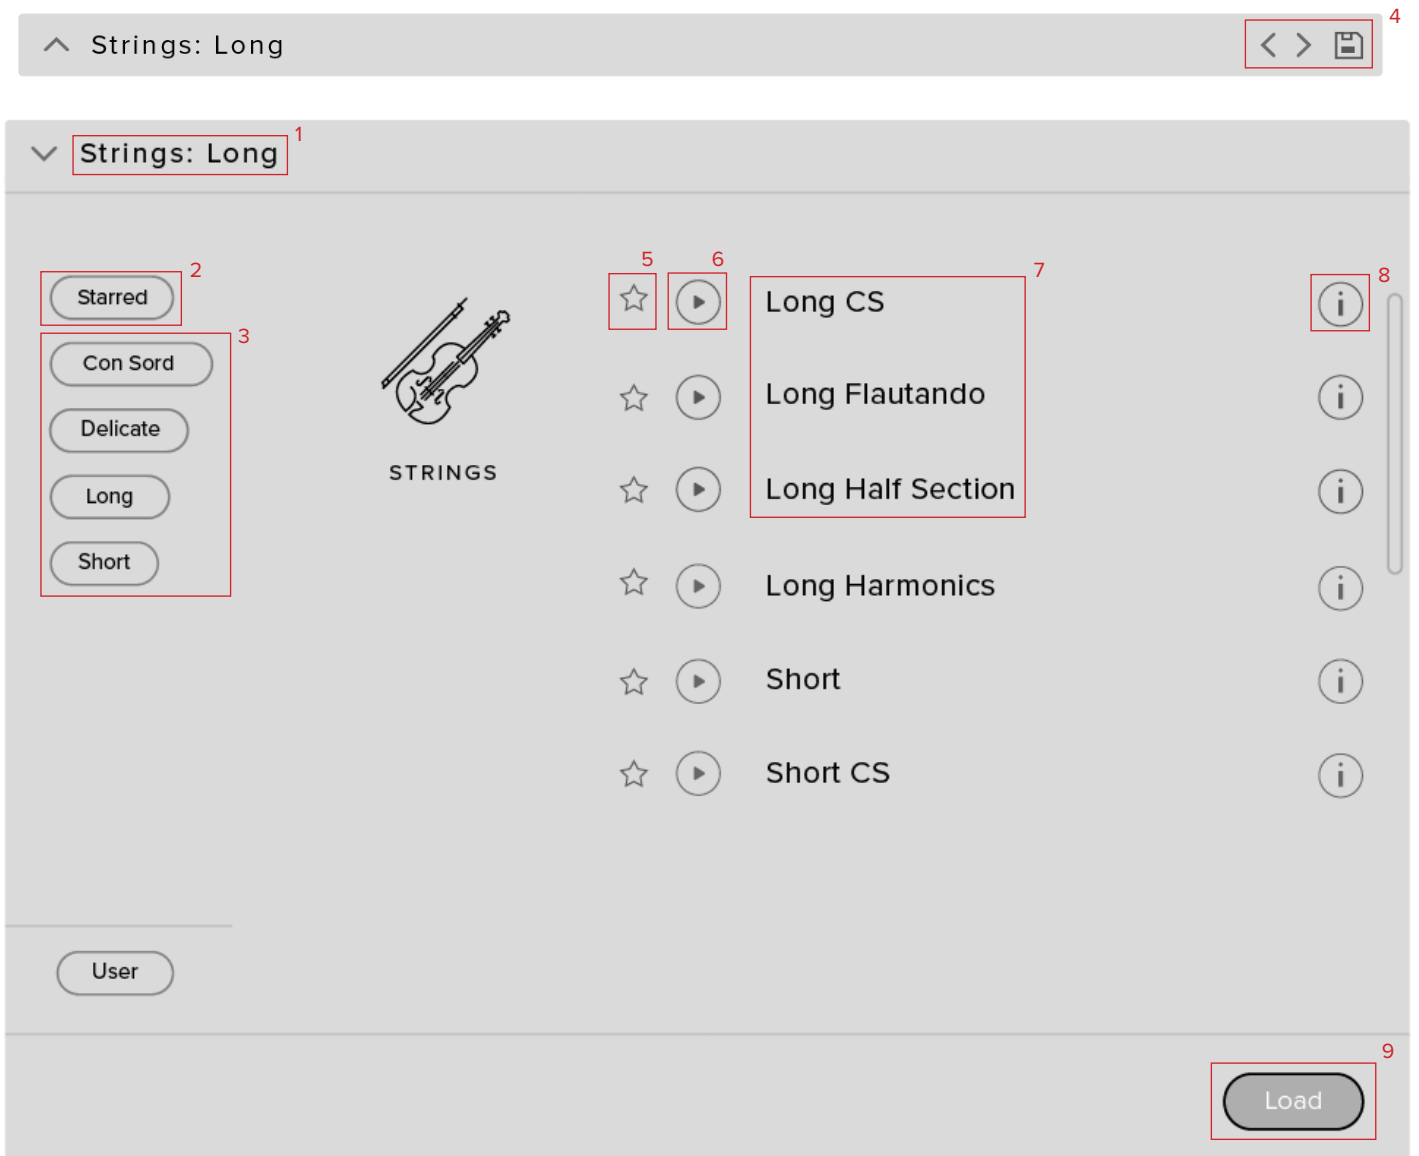 4
Strings: Long
1
Strings: Long
2
Starred
3
Con Sord
Delicate
Long
Short
STRINGS
5
6
7
8
Long CS
Long Flautando
Long Half Section
Long Harmonics
Short
Short CS
User
9
Load